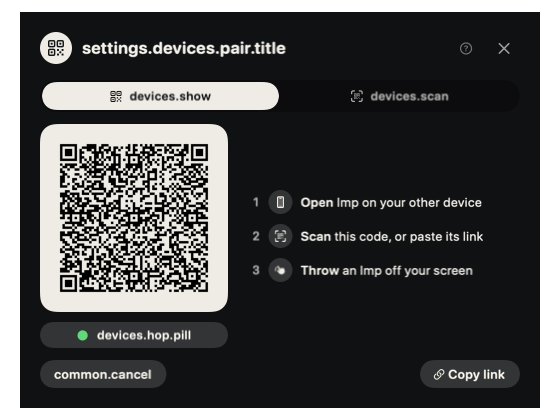 settings.devices.pair.title
devices.show
devices.scan
1 Open Imp on your other device
2 Scan this code, or paste its link
3 Throw an Imp off your screen
devices.hop.pill
common.cancel
Copy link